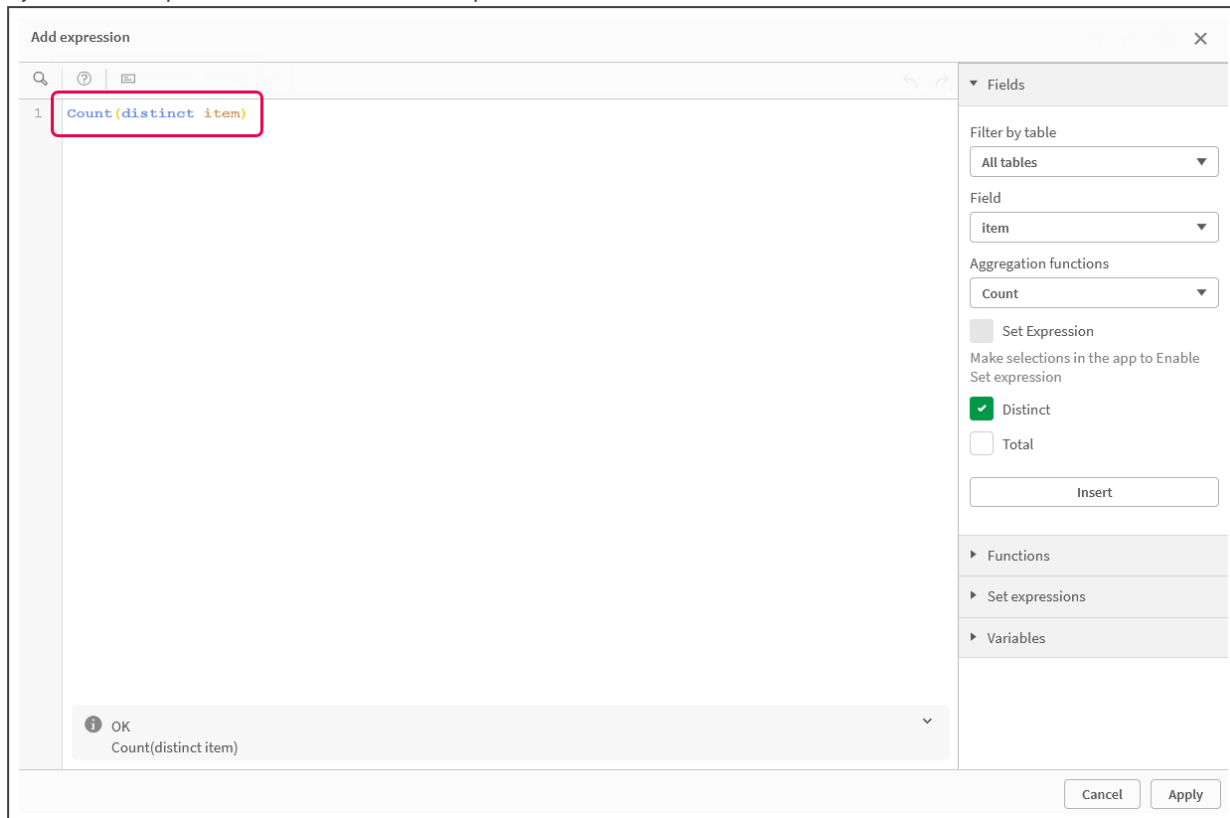 Add expression
1 Count(distinct item)
OK
Count(distinct item)
Fields
Filter by table
All tables
Field
item
Aggregation functions
Count
Set Expression
Make selections in the app to Enable
Set expression
Distinct
Total
Insert
Functions
Set expressions
Variables
Cancel Apply